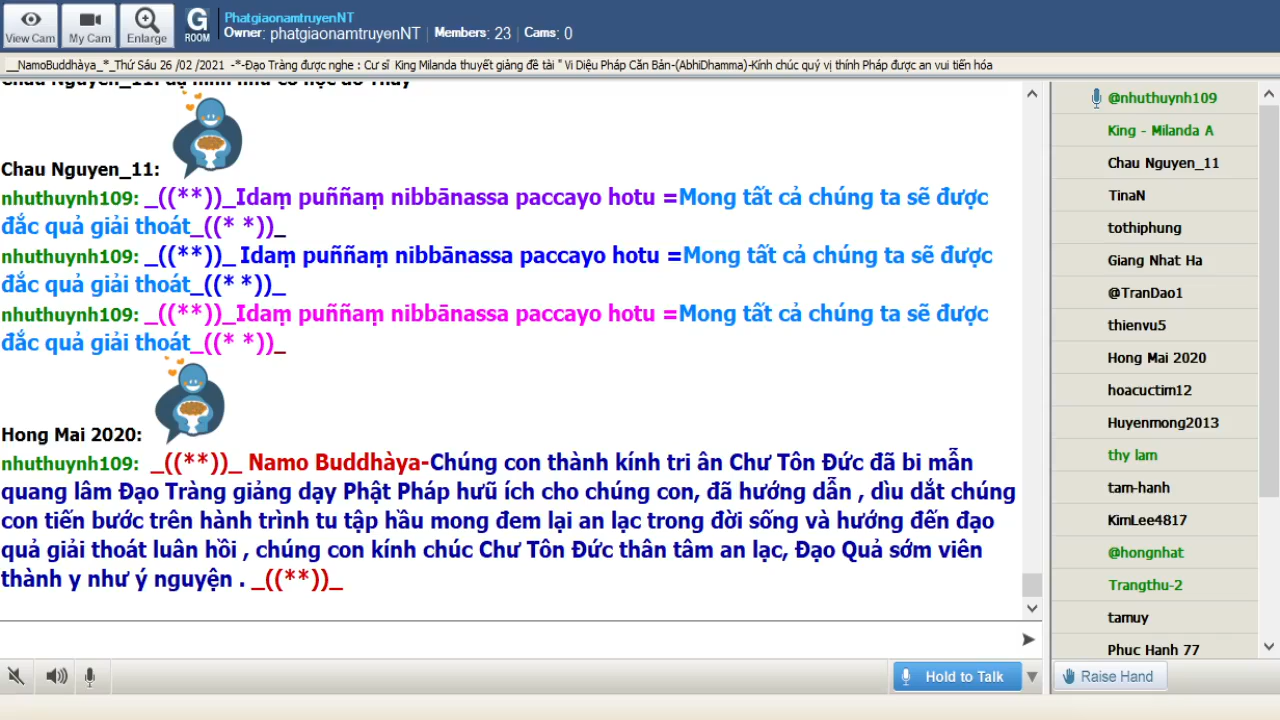 View Cam
My Cam
Enlarge
G
ROOM
PhatgiaonamtruyenNT
Owner: phatgiaonamtruyenNT | Members: 23 | Cams: 0
__NamoBuddhàya_*_Thứ Sáu 26 /02 /2021 -*-Đạo Tràng được nghe : Cư sĩ King Milanda thuyết giảng đề tài " Vi Diệu Pháp Căn Bản-(AbhiDhamma)-Kính chúc quý vị thính Pháp được an vui tiến hóa
Chau Nguyen_11:
nhuthuynh109: _((**))_Idaṃ puññaṃ nibbānassa paccayo hotu =Mong tất cả chúng ta sẽ được
đắc quả giải thoát_((* *))_
nhuthuynh109: _((**))_ Idaṃ puññaṃ nibbānassa paccayo hotu =Mong tất cả chúng ta sẽ được
đắc quả giải thoát_((* *))_
nhuthuynh109: _((**))_Idaṃ puññaṃ nibbānassa paccayo hotu =Mong tất cả chúng ta sẽ được
đắc quả giải thoát_((* *))_
Hong Mai 2020:
nhuthuynh109: _((**))_ Namo Buddhàya-Chúng con thành kính tri ân Chư Tôn Đức đã bi mẫn
quang lâm Đạo Tràng giảng dạy Phật Pháp hưũ ích cho chúng con, đã hướng dẫn , dìu dắt chúng
con tiến bước trên hành trình tu tập hầu mong đem lại an lạc trong đời sống và hướng đến đạo
quả giải thoát luân hồi , chúng con kính chúc Chư Tôn Đức thân tâm an lạc, Đạo Quả sớm viên
thành y như ý nguyện . _((**))_
@nhuthuynh109
King - Milanda A
Chau Nguyen_11
TinaN
tothiphung
Giang Nhat Ha
@TranDao1
thienvu5
Hong Mai 2020
hoacuctim12
Huyenmong2013
thy lam
tam-hanh
KimLee4817
@hongnhat
Trangthu-2
tamuy
Phuc Hanh 77
Hold to Talk
Raise Hand